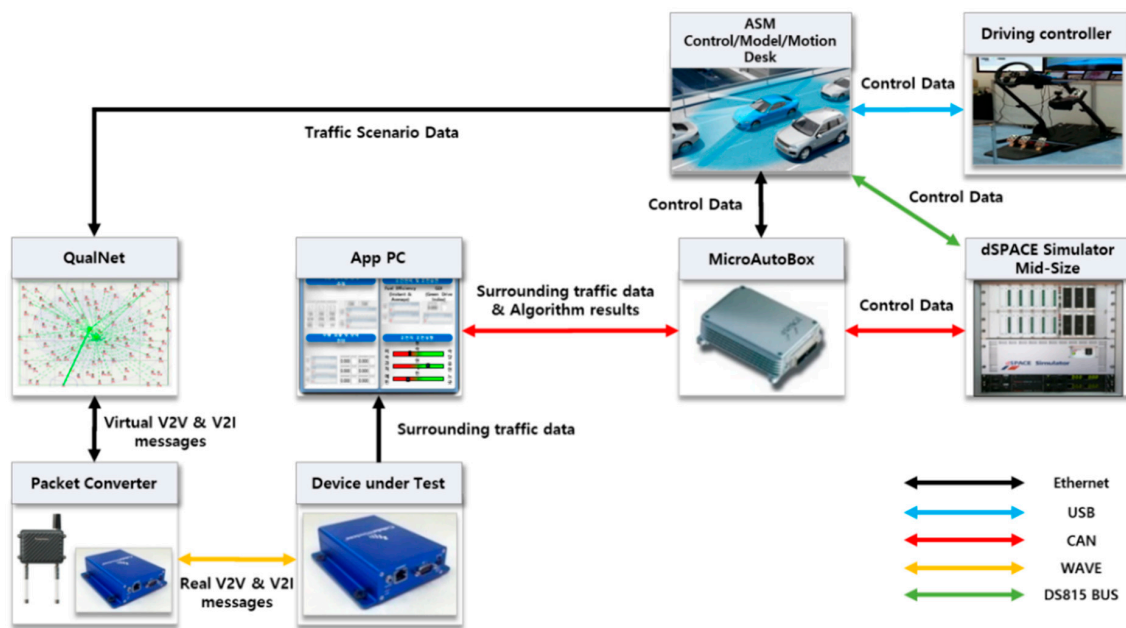 ASM
Control/Model/Motion
Desk
Driving controller
Control Data
Traffic Scenario Data
Control Data
Control Data
QualNet
App PC
MicroAutoBox
dSPACE Simulator
Mid-Size
Surrounding traffic data
& Algorithm results
Control Data
dSPACE Simulator
Virtual V2V & V2I
messages
Surrounding traffic data
Packet Converter
Device under Test
Real V2V & V2I
messages
Ethernet
USB
CAN
WAVE
DS815 BUS